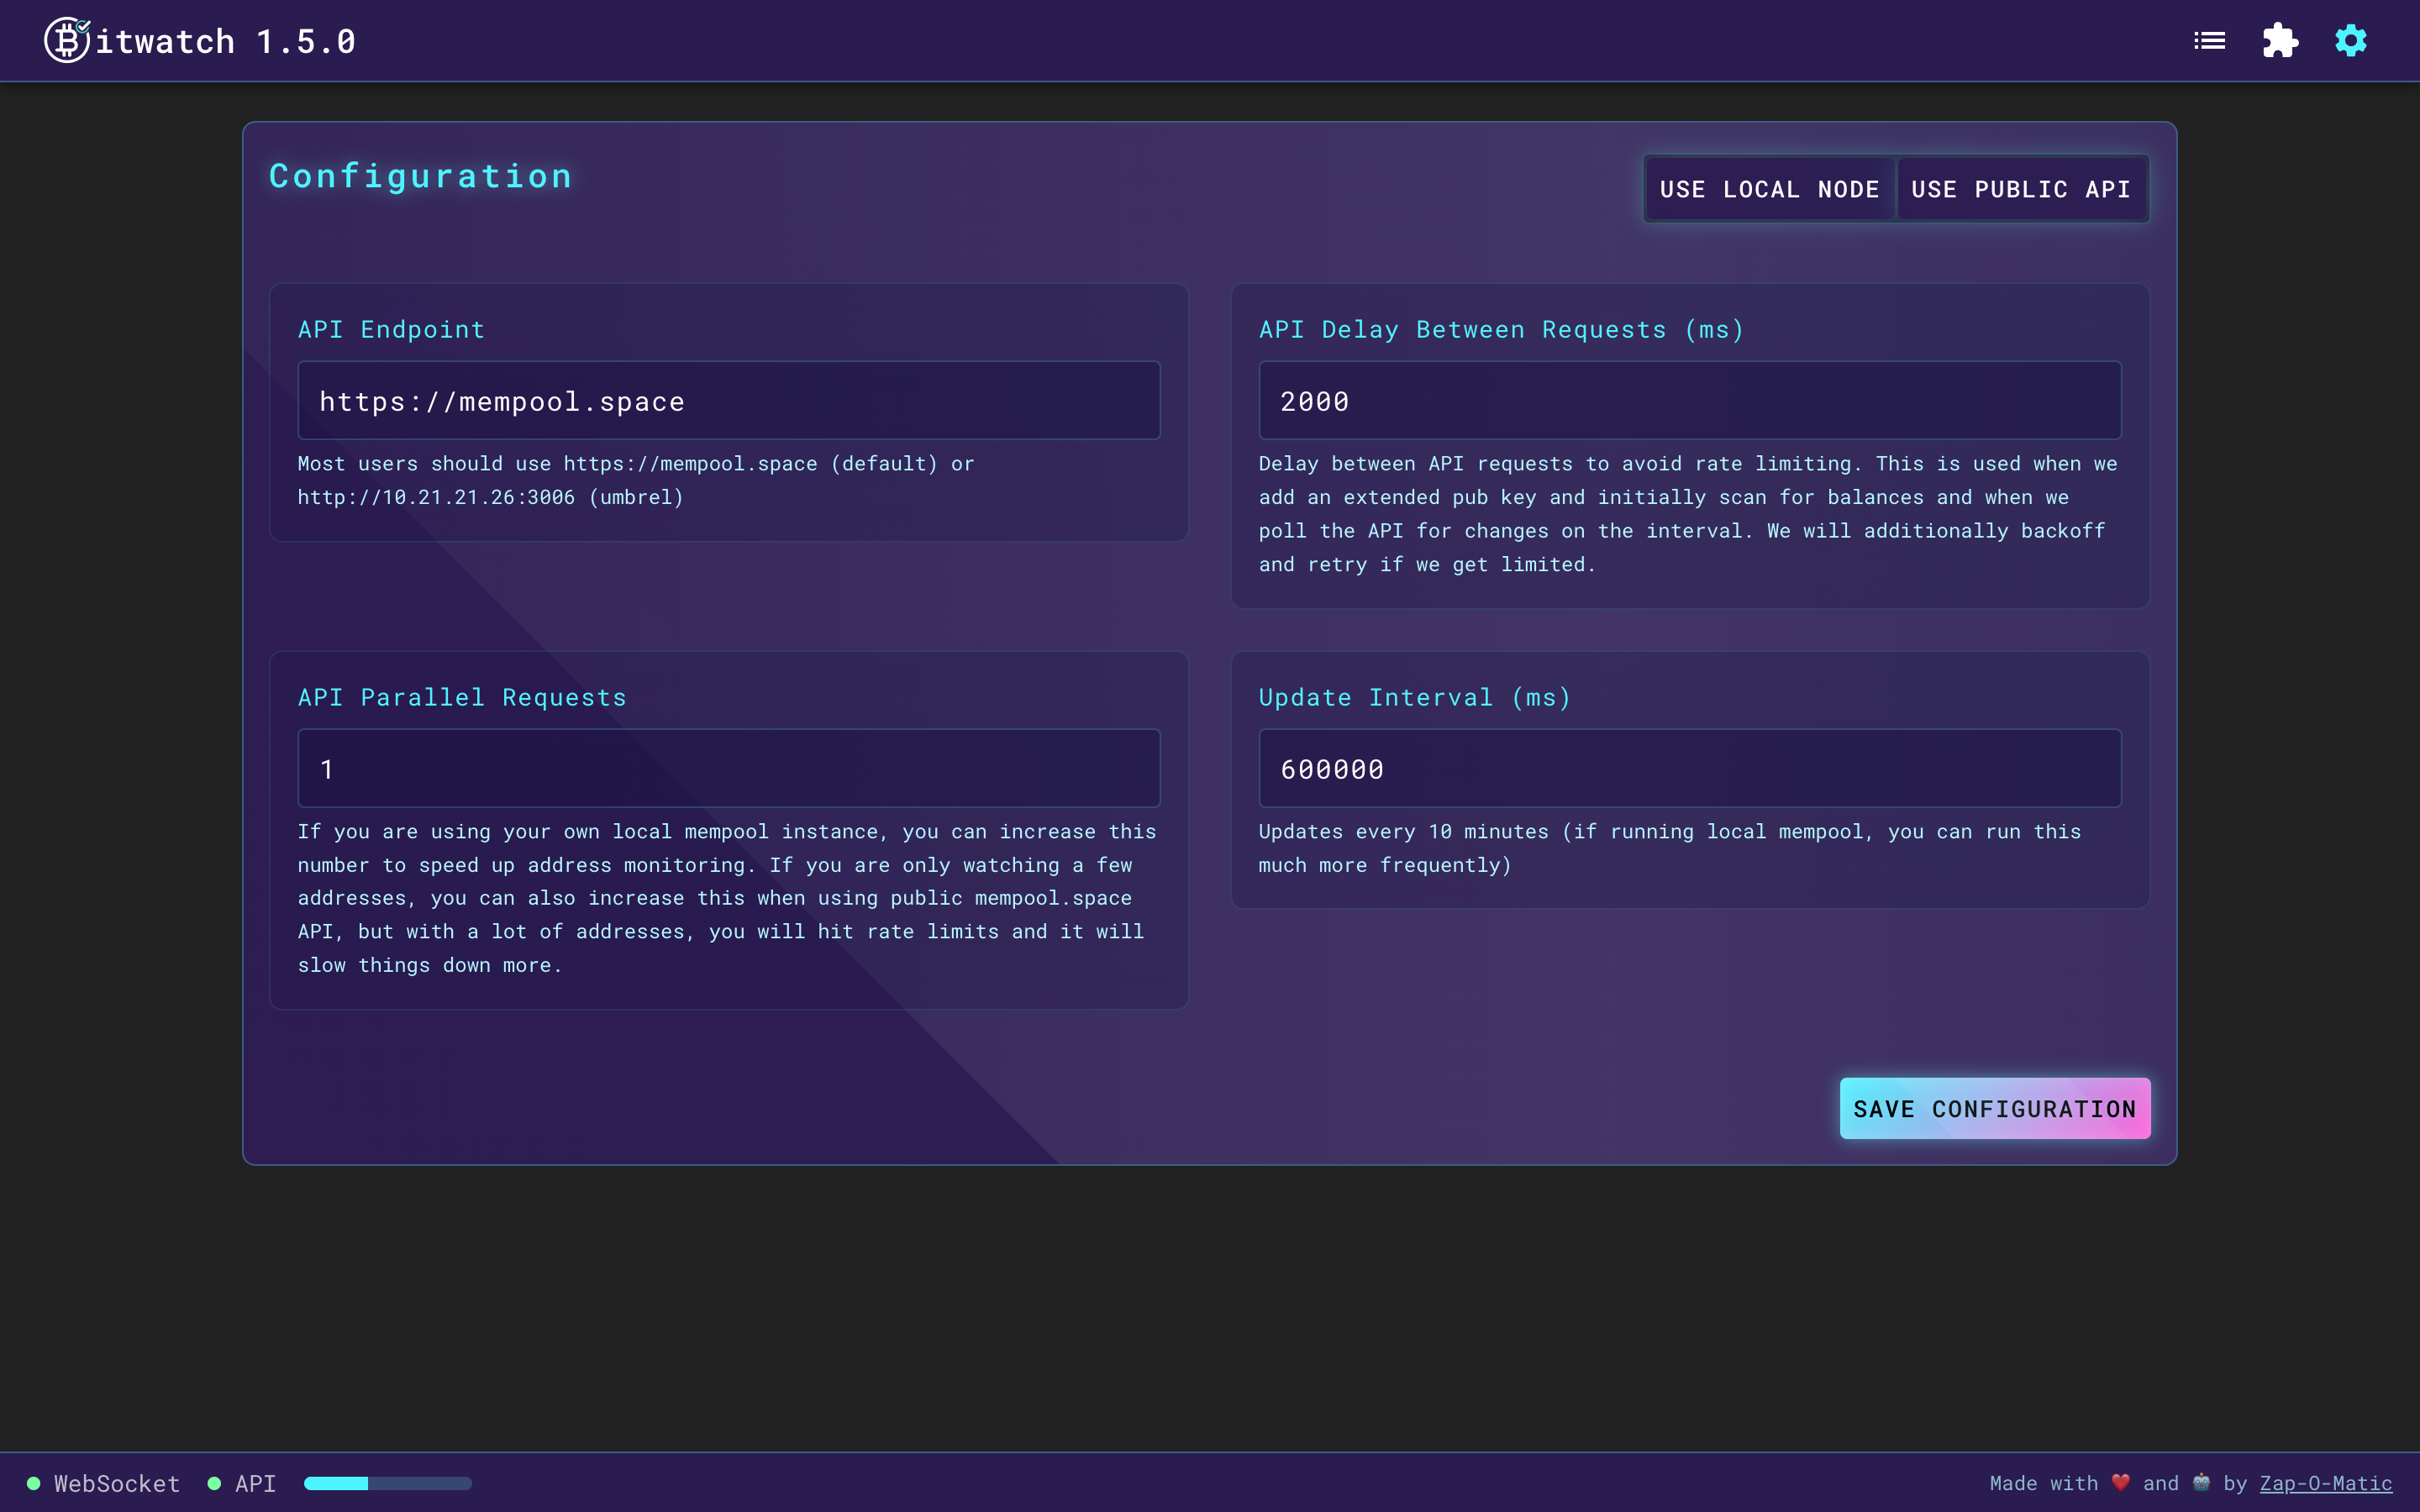 Bitwatch 1.5.0
Configuration
USE LOCAL NODE
USE PUBLIC API
API Endpoint
https://mempool.space
Most users should use https://mempool.space (default) or
http://10.21.21.26:3006 (umbrel)
API Delay Between Requests (ms)
2000
Delay between API requests to avoid rate limiting. This is used when we
add an extended pub key and initially scan for balances and when we
poll the API for changes on the interval. We will additionally backoff
and retry if we get limited.
API Parallel Requests
1
If you are using your own local mempool instance, you can increase this
number to speed up address monitoring. If you are only watching a few
addresses, you can also increase this when using public mempool.space
API, but with a lot of addresses, you will hit rate limits and it will
slow things down more.
Update Interval (ms)
600000
Updates every 10 minutes (if running local mempool, you can run this
much more frequently)
SAVE CONFIGURATION
WebSocket
API
Made with ❤️ and 🤖 by Zap-O-Matic